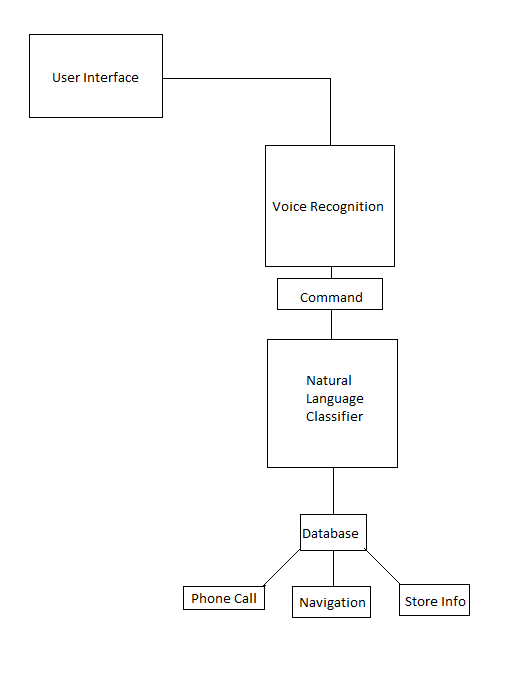 User Interface
Voice Recognition
Command
Natural
Language
Classifier
Database
Phone Call
Navigation
Store Info